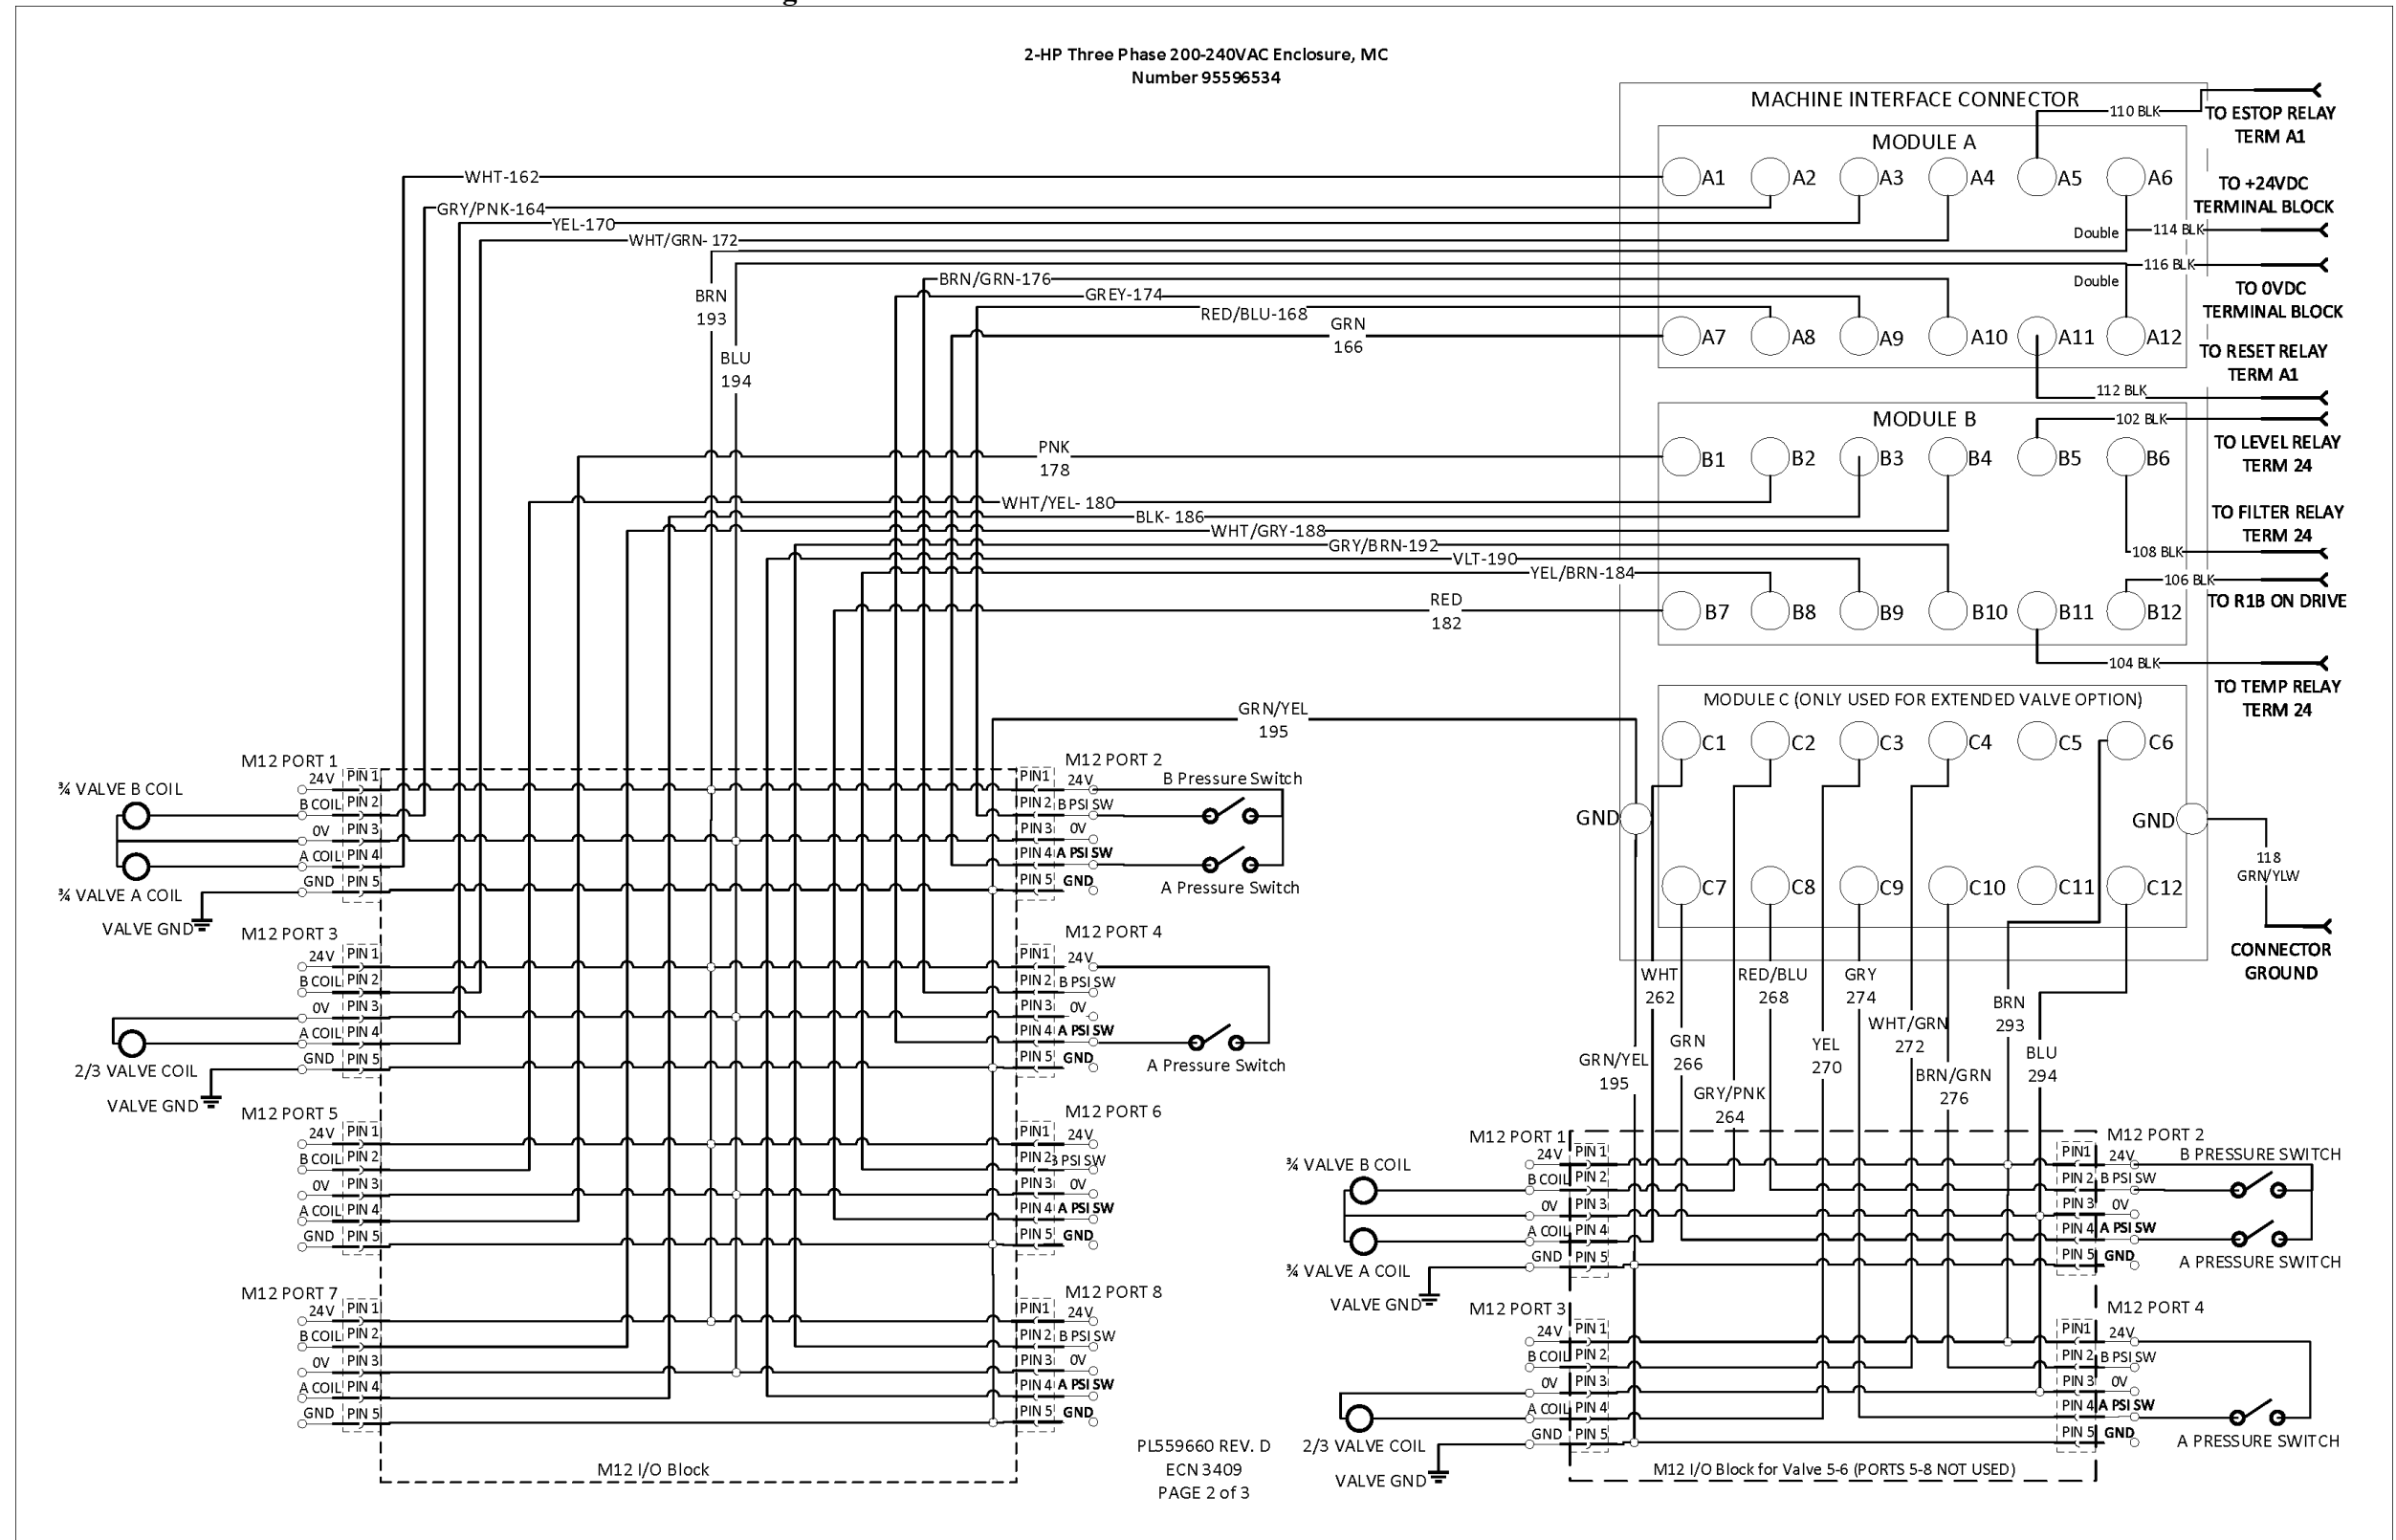 g
2-HP Three Phase 200-240VAC Enclosure, MC
Number 95596534
MACHINE INTERFACE CONNECTOR
110 BLK
TO ESTOP RELAY
TERM A1
MODULE A
A1 A2 A3 A4 A5 A6
WHT-162
GRY/PNK-164
YEL-170
WHT/GRN- 172
TO +24VDC
TERMINAL BLOCK
Double
114 BLK
116 BLK
Double
TO 0VDC
TERMINAL BLOCK
BRN
193
BLU
194
BRN/GRN-176
GREY-174
RED/BLU-168
GRN
166
A7 A8 A9 A10 A11 A12
TO RESET RELAY
TERM A1
112 BLK
MODULE B
102 BLK
TO LEVEL RELAY
TERM 24
PNK
178
B1 B2 B3 B4 B5 B6
WHT/YEL- 180
BLK- 186
WHT/GRY-188
GRY/BRN-192
VLT-190
YEL/BRN-184
RED
182
TO FILTER RELAY
TERM 24
108 BLK
106 BLK
TO R1B ON DRIVE
B7 B8 B9 B10 B11 B12
104 BLK
TO TEMP RELAY
TERM 24
MODULE C (ONLY USED FOR EXTENDED VALVE OPTION)
C1 C2 C3 C4 C5 C6
GRN/YEL
195
GND
GND
118
GRN/YLW
C7 C8 C9 C10 C11 C12
CONNECTOR
GROUND
M12 PORT 1
24V PIN 1
B COIL PIN 2
0V PIN 3
A COIL PIN 4
GND PIN 5
¾ VALVE B COIL
¾ VALVE A COIL
VALVE GND
M12 PORT 2
PIN1 24V
PIN 2 B PSI SW
PIN3 0V
PIN 4 A PSI SW
PIN 5 GND
B Pressure Switch
A Pressure Switch
M12 PORT 3
24V PIN 1
B COIL PIN 2
0V PIN 3
A COIL PIN 4
GND PIN 5
2/3 VALVE COIL
VALVE GND
M12 PORT 4
PIN1 24V
PIN 2 B PSI SW
PIN3 0V
PIN 4 A PSI SW
PIN 5 GND
A Pressure Switch
M12 PORT 5
24V PIN 1
B COIL PIN 2
0V PIN 3
A COIL PIN 4
GND PIN 5
M12 PORT 6
PIN1 24V
PIN 2 B PSI SW
PIN3 0V
PIN 4 A PSI SW
PIN 5 GND
M12 PORT 7
24V PIN 1
B COIL PIN 2
0V PIN 3
A COIL PIN 4
GND PIN 5
M12 PORT 8
PIN1 24V
PIN 2 B PSI SW
PIN3 0V
PIN 4 A PSI SW
PIN 5 GND
M12 I/O Block
PL559660 REV. D
ECN 3409
PAGE 2 of 3
WHT
262
RED/BLU
268
GRY
274
BRN
293
GRN
266
WHT/GRN
272
YEL
270
BLU
294
GRN/YEL
195
GRY/PNK
264
BRN/GRN
276
M12 PORT 1
24V PIN 1
B COIL PIN 2
0V PIN 3
A COIL PIN 4
GND PIN 5
¾ VALVE B COIL
¾ VALVE A COIL
VALVE GND
M12 PORT 2
PIN1 24V
PIN 2 B PSI SW
PIN 3 0V
PIN 4 A PSI SW
PIN 5 GND
B PRESSURE SWITCH
A PRESSURE SWITCH
M12 PORT 3
24V PIN 1
B COIL PIN 2
0V PIN 3
A COIL PIN 4
GND PIN 5
2/3 VALVE COIL
VALVE GND
M12 PORT 4
PIN1 24V
PIN 2 B PSI SW
PIN 3 0V
PIN 4 A PSI SW
PIN 5 GND
A PRESSURE SWITCH
M12 I/O Block for Valve 5-6 (PORTS 5-8 NOT USED)